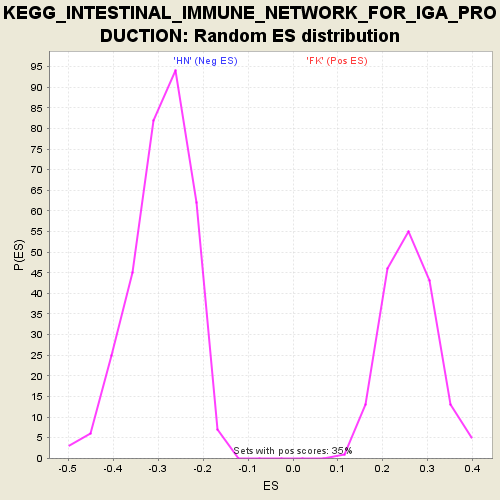 KEGG_INTESTINAL_IMMUNE_NETWORK_FOR_IGA_PRO
DUCTION: Random ES distribution
'HN' (Neg ES) 'FK' (Pos ES)
95
90
85
80
75
70
65
60
55
50
45
40
35
30
25
20
15
10
5
0
P(ES)
Sets with pos scores: 35%
-0.5 -0.4 -0.3 -0.2 -0.1 0.0 0.1 0.2 0.3 0.4
ES